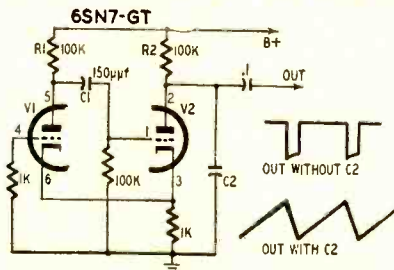 6SN7-GT
R1
100K
R2
100K
B+
150µµf
C1
.1
OUT
5
2
V1
V2
4
1
6
3
1K
100K
1K
C2
OUT WITHOUT C2
OUT WITH C2